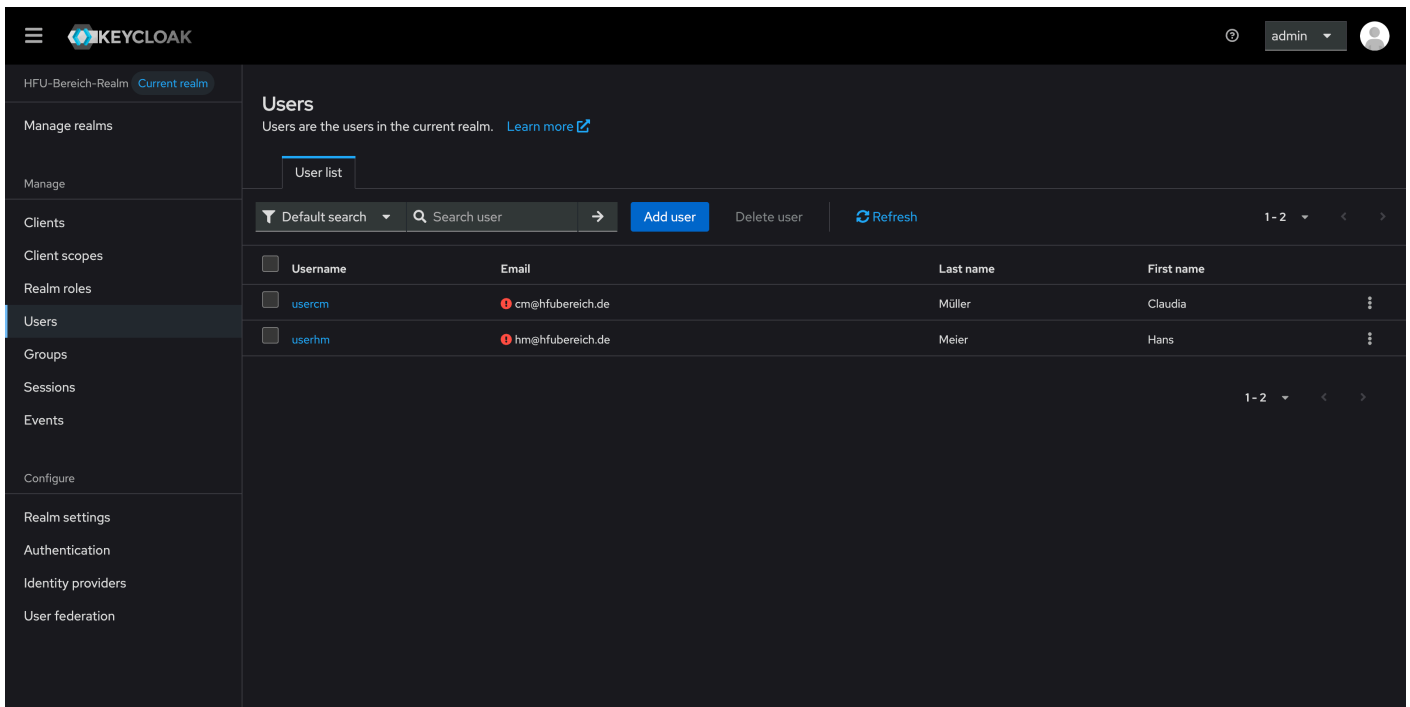 KEYCLOAK
admin
HFU-Bereich-Realm Current realm
Manage realms
Manage
Clients
Client scopes
Realm roles
Users
Groups
Sessions
Events
Configure
Realm settings
Authentication
Identity providers
User federation
Users
Users are the users in the current realm. Learn more
User list
Default search Search user Add user Delete user Refresh 1 - 2
Username Email Last name First name
usercm cm@hfubereich.de Müller Claudia
userhm hm@hfubereich.de Meier Hans
1 - 2